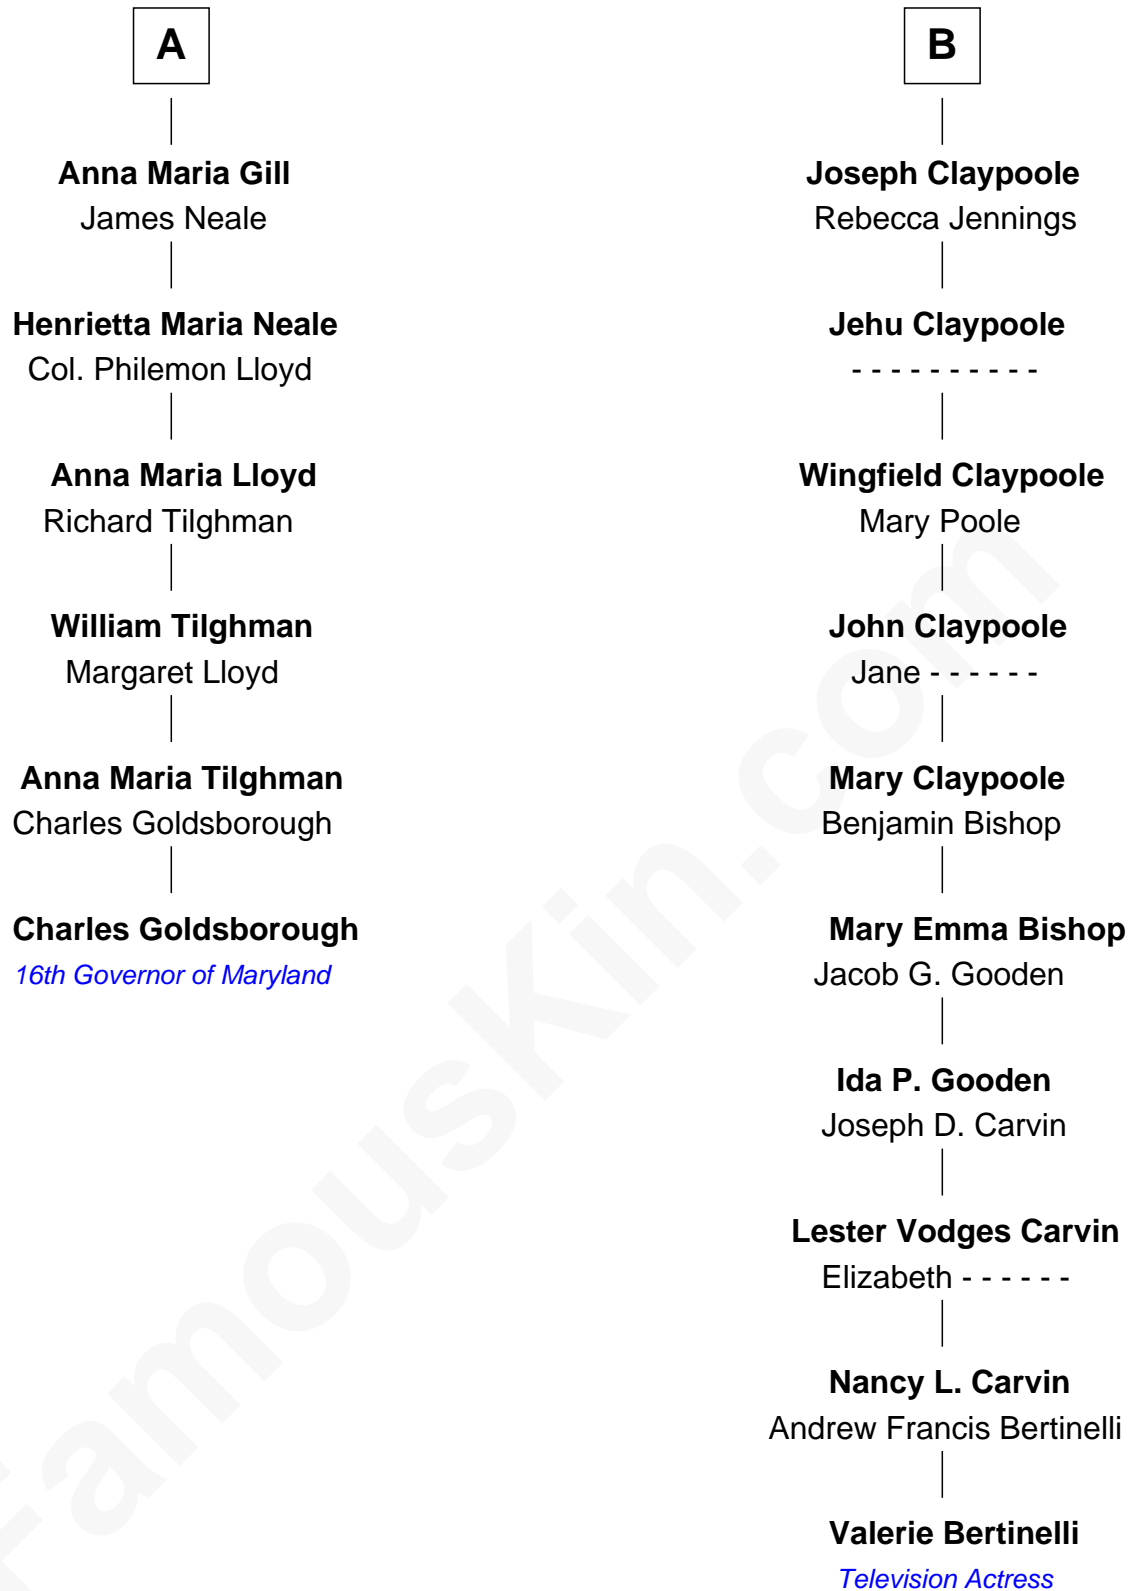 A
Anna Maria Gill
James Neale
Henrietta Maria Neale
Col. Philemon Lloyd
Anna Maria Lloyd
Richard Tilghman
William Tilghman
Margaret Lloyd
Anna Maria Tilghman
Charles Goldsborough
Charles Goldsborough
16th Governor of Maryland
B
Joseph Claypoole
Rebecca Jennings
Jehu Claypoole
- - - - - - - - - -
Wingfield Claypoole
Mary Poole
John Claypoole
Jane - - - - - -
Mary Claypoole
Benjamin Bishop
Mary Emma Bishop
Jacob G. Gooden
Ida P. Gooden
Joseph D. Carvin
Lester Vodges Carvin
Elizabeth - - - - - -
Nancy L. Carvin
Andrew Francis Bertinelli
Valerie Bertinelli
Television Actress
FamousKin.com